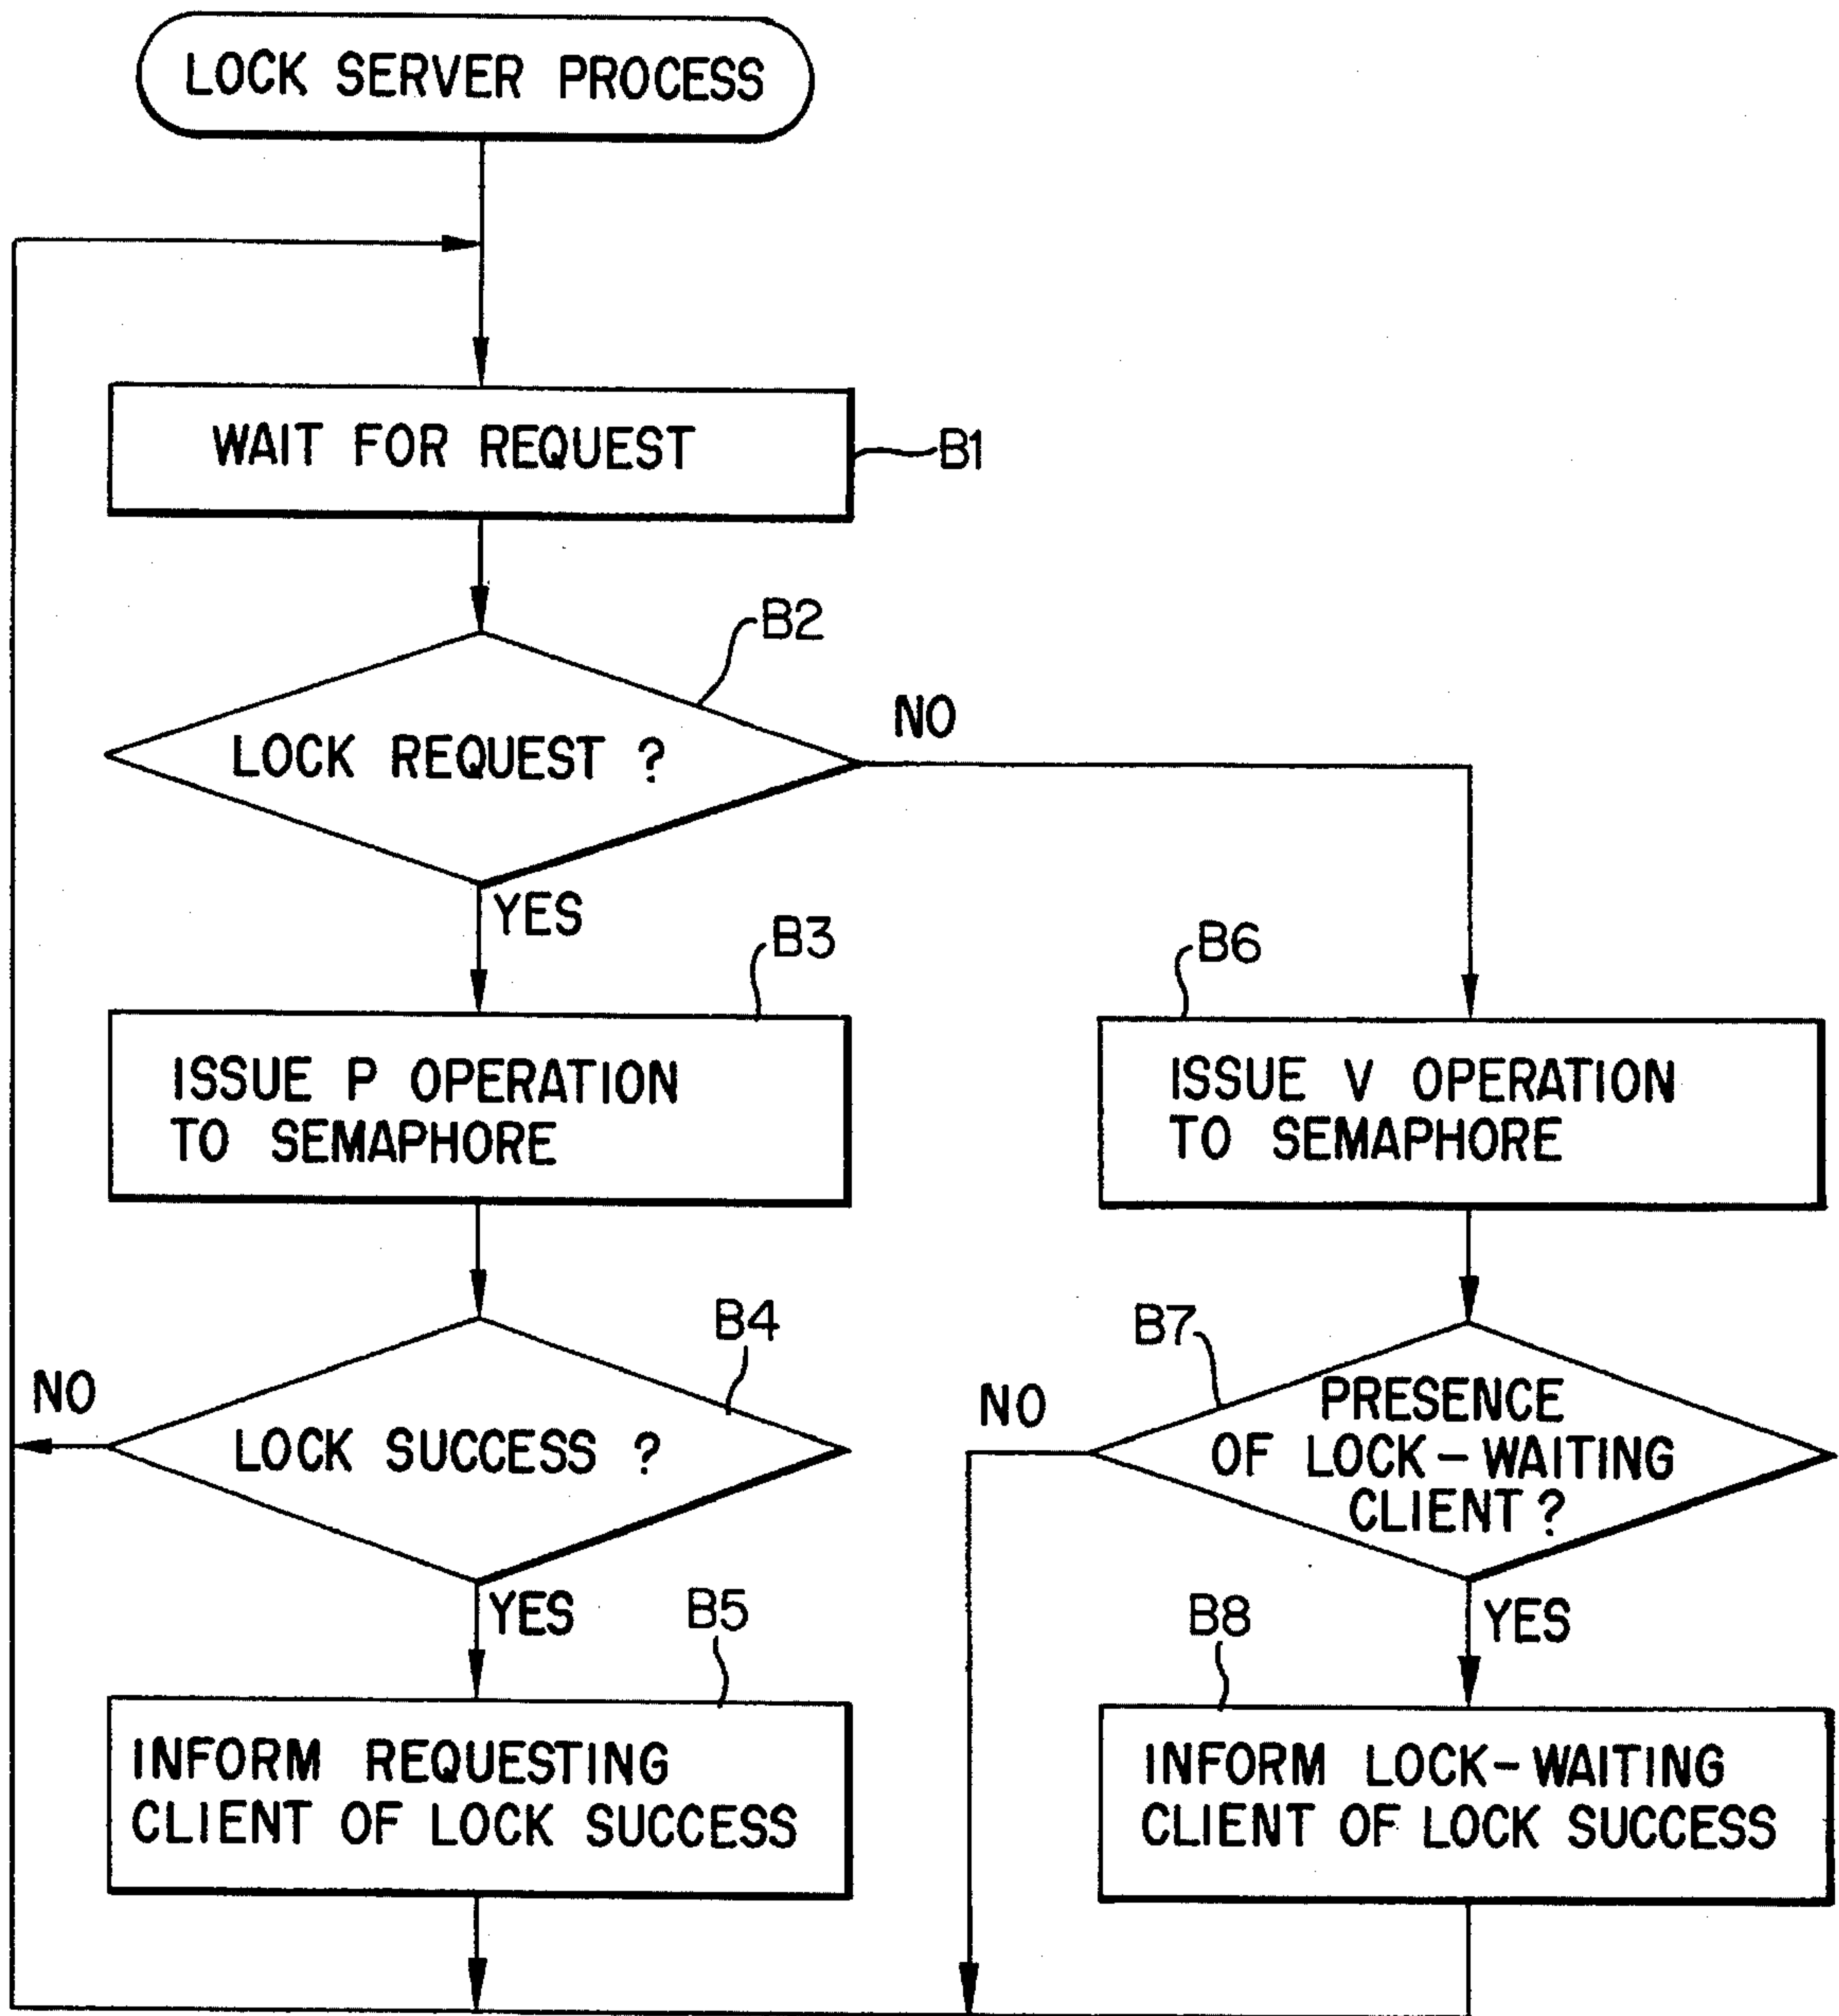 LOCK SERVER PROCESS
WAIT FOR REQUEST
B1
B2
LOCK REQUEST ?
NO
YES
B3
ISSUE P OPERATION
TO SEMAPHORE
B6
ISSUE V OPERATION
TO SEMAPHORE
B4
NO
LOCK SUCCESS ?
YES
B7
NO
PRESENCE
OF LOCK-WAITING
CLIENT ?
YES
B5
INFORM REQUESTING
CLIENT OF LOCK SUCCESS
B8
INFORM LOCK-WAITING
CLIENT OF LOCK SUCCESS